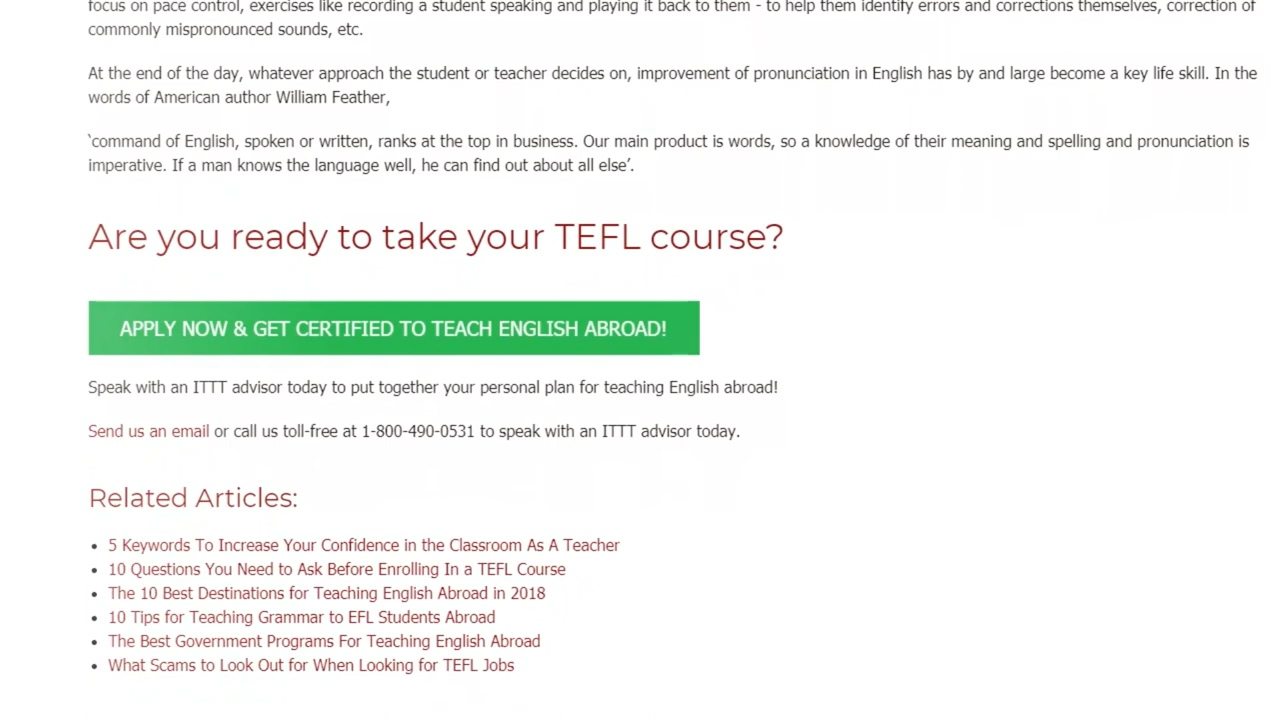 focus on pace control, exercises like recording a student speaking and playing it back to them - to help them identify errors and corrections themselves, correction of
commonly mispronounced sounds, etc.
At the end of the day, whatever approach the student or teacher decides on, improvement of pronunciation in English has by and large become a key life skill. In the
words of American author William Feather,
‘command of English, spoken or written, ranks at the top in business. Our main product is words, so a knowledge of their meaning and spelling and pronunciation is
imperative. If a man knows the language well, he can find out about all else’.
Are you ready to take your TEFL course?
APPLY NOW & GET CERTIFIED TO TEACH ENGLISH ABROAD!
Speak with an ITTT advisor today to put together your personal plan for teaching English abroad!
Send us an email or call us toll-free at 1-800-490-0531 to speak with an ITTT advisor today.
Related Articles:
• 5 Keywords To Increase Your Confidence in the Classroom As A Teacher
• 10 Questions You Need to Ask Before Enrolling In a TEFL Course
• The 10 Best Destinations for Teaching English Abroad in 2018
• 10 Tips for Teaching Grammar to EFL Students Abroad
• The Best Government Programs For Teaching English Abroad
• What Scams to Look Out for When Looking for TEFL Jobs